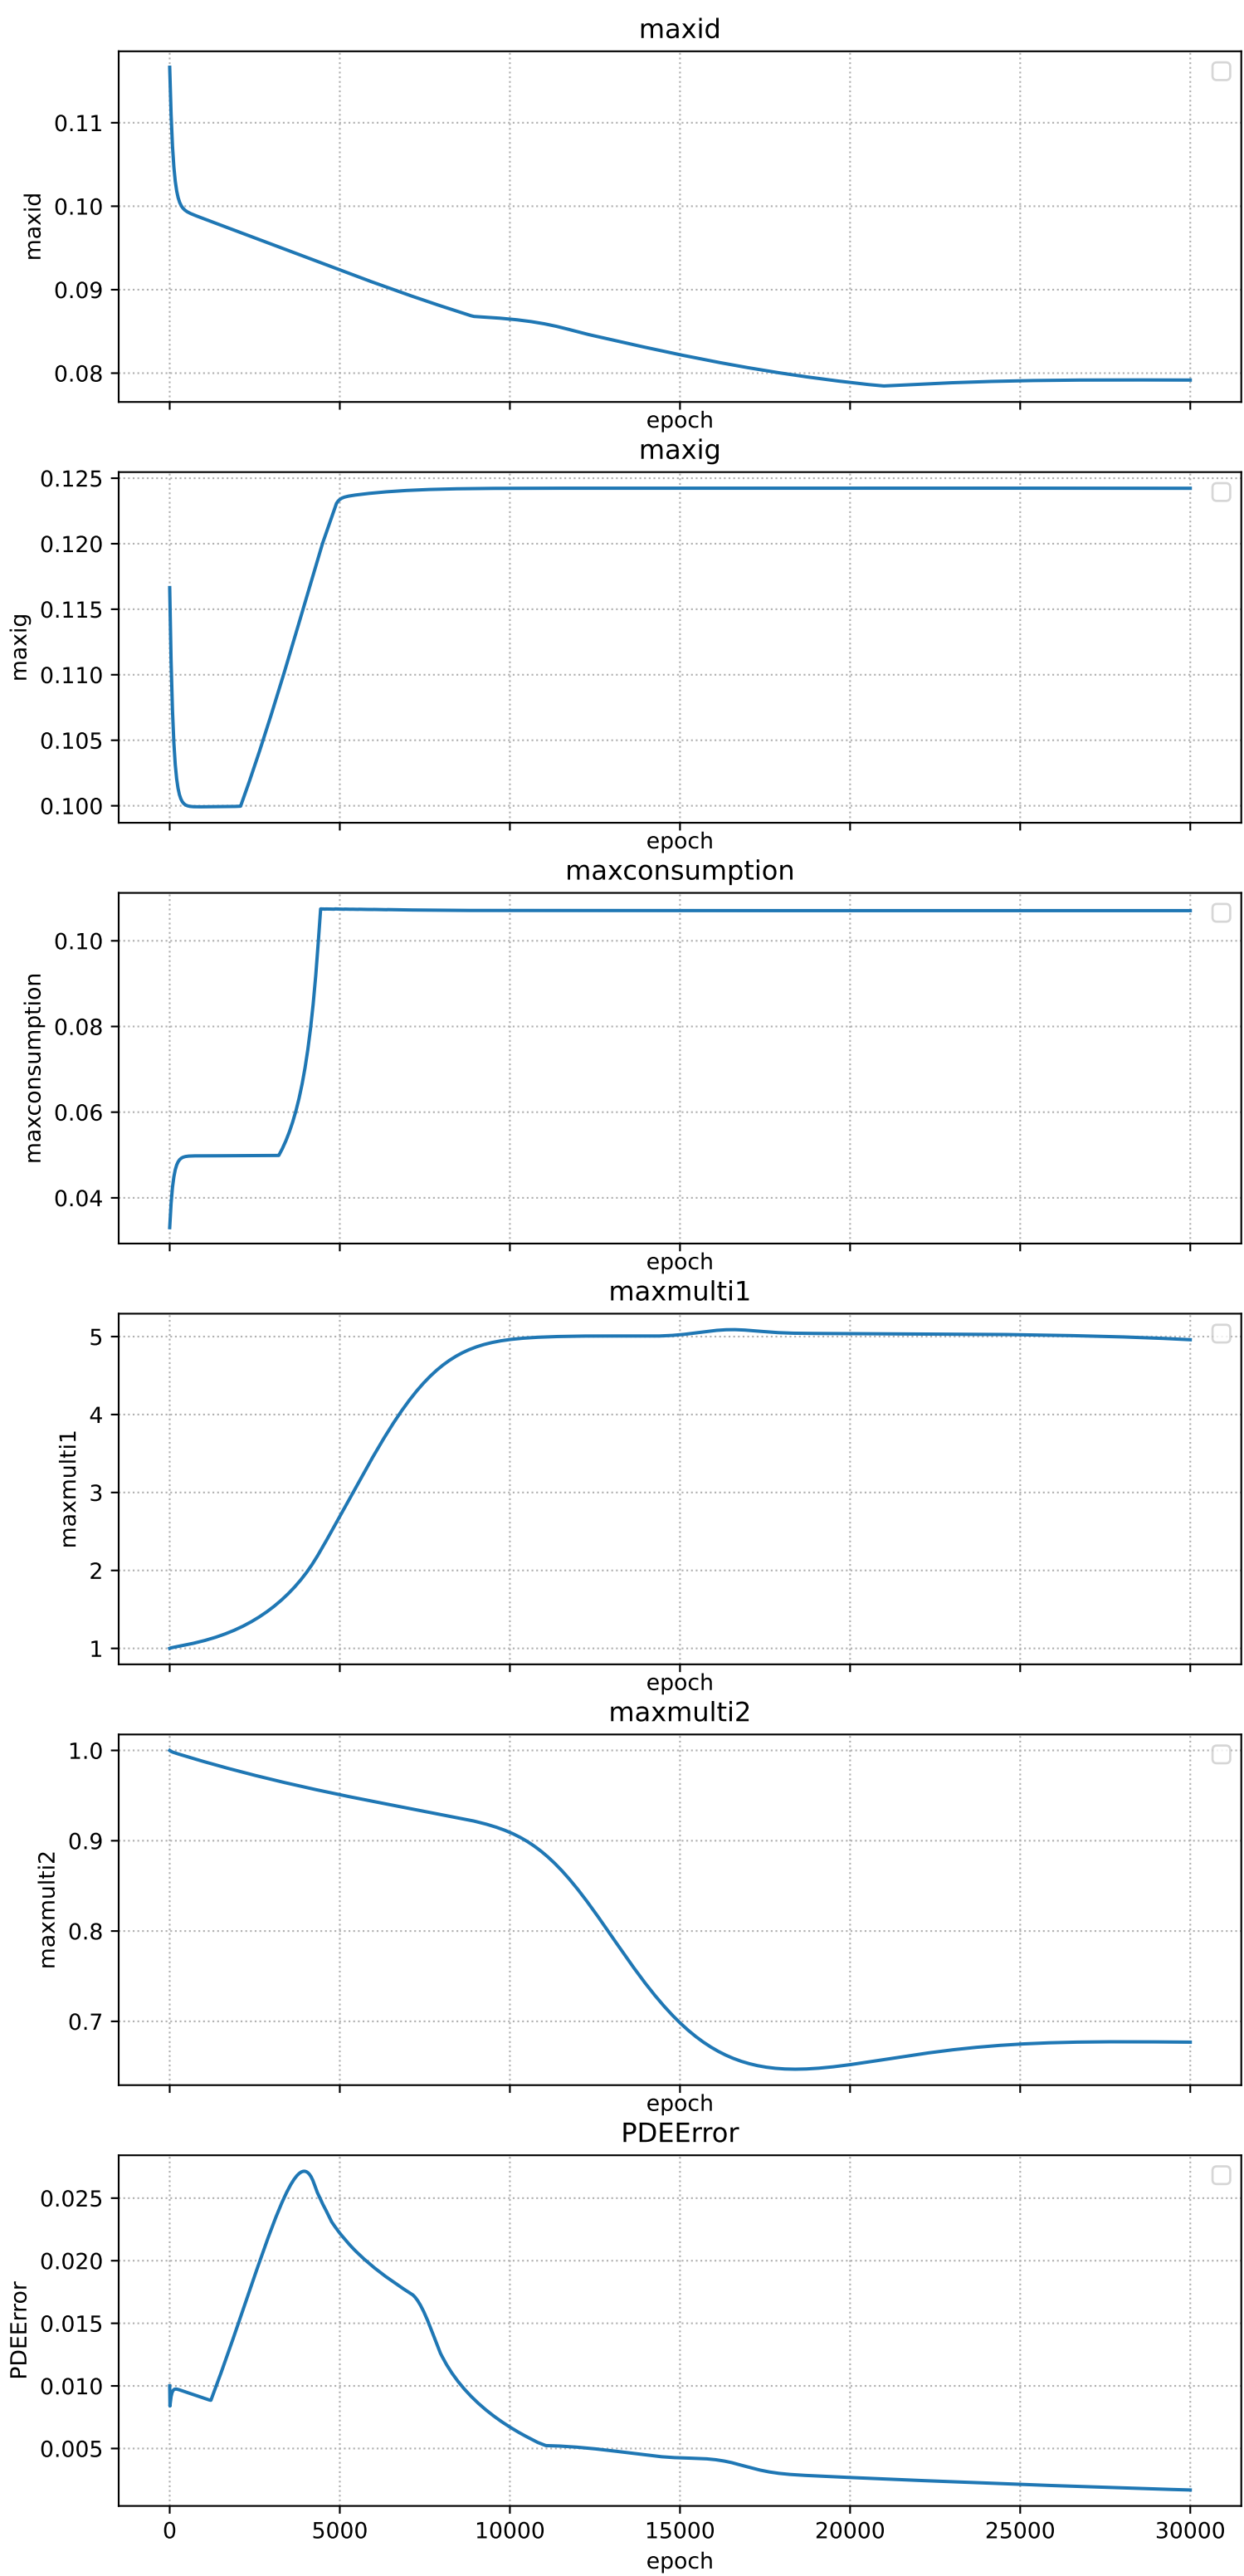 maxid
0.11
0.10
0.09
0.08
maxid
epoch
maxig
0.125
0.120
0.115
0.110
0.105
0.100
maxig
epoch
maxconsumption
0.10
0.08
0.06
0.04
maxconsumption
epoch
maxmulti1
5
4
3
2
1
maxmulti1
epoch
maxmulti2
1.0
0.9
0.8
0.7
maxmulti2
epoch
PDEError
0.025
0.020
0.015
0.010
0.005
PDEError
0 5000 10000 15000 20000 25000 30000
epoch